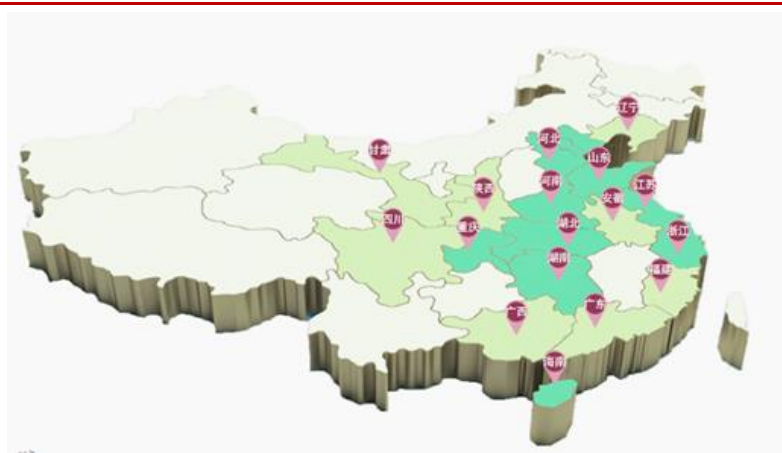 辽宁
河北
甘肃
山东
陕西
河南
江苏
安徽
四川
重庆
湖北
浙江
湖南
福建
广西
广东
海南